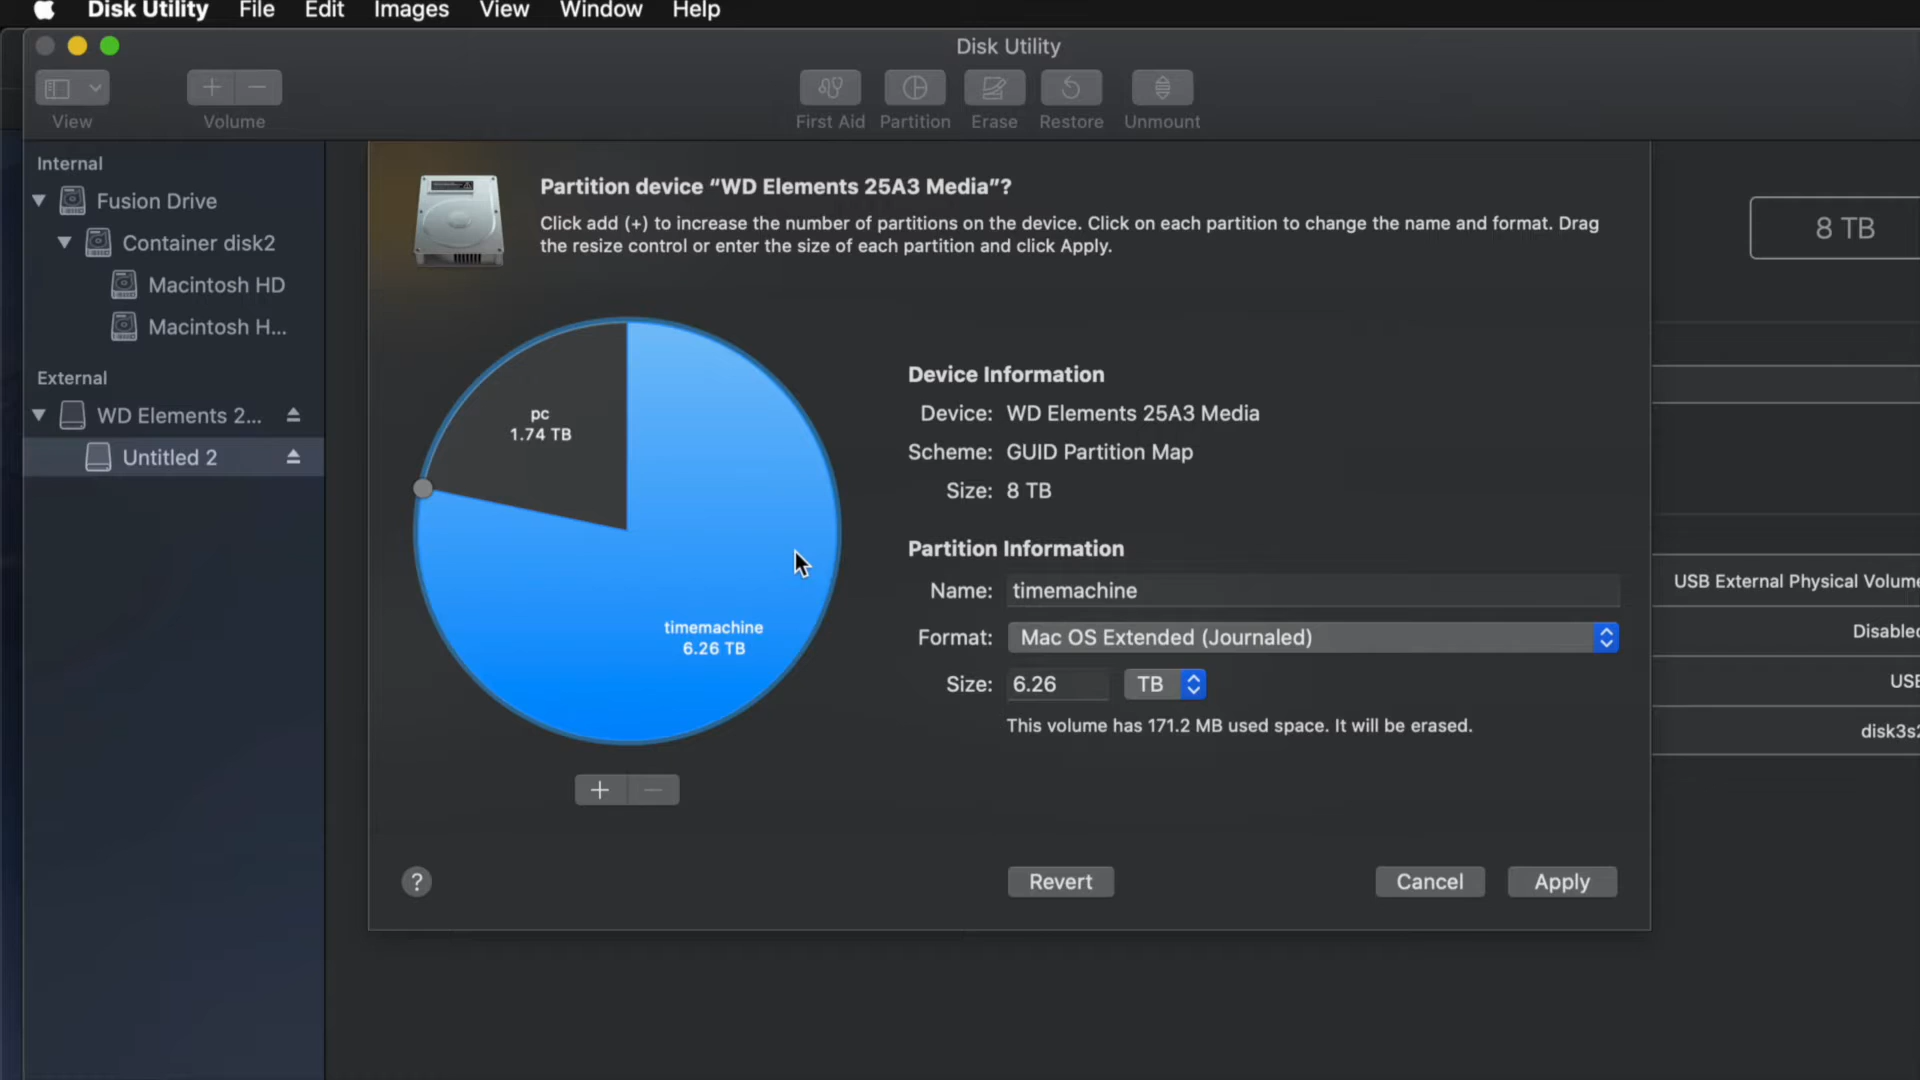 Disk Utility File Edit Images View Window Help
Disk Utility
View Volume First Aid Partition Erase Restore Unmount
Internal
Fusion Drive
Container disk2
Macintosh HD
Macintosh H...
External
WD Elements 2...
Untitled 2
Partition device “WD Elements 25A3 Media”?
Click add (+) to increase the number of partitions on the device. Click on each partition to change the name and format. Drag
the resize control or enter the size of each partition and click Apply.
8 TB
pc
1.74 TB
timemachine
6.26 TB
Device Information
Device: WD Elements 25A3 Media
Scheme: GUID Partition Map
Size: 8 TB
Partition Information
Name: timemachine
Format: Mac OS Extended (Journaled)
Size: 6.26 TB
This volume has 171.2 MB used space. It will be erased.
? Revert Cancel Apply
USB External Physical Volume
Disabled
USB
disk3s2